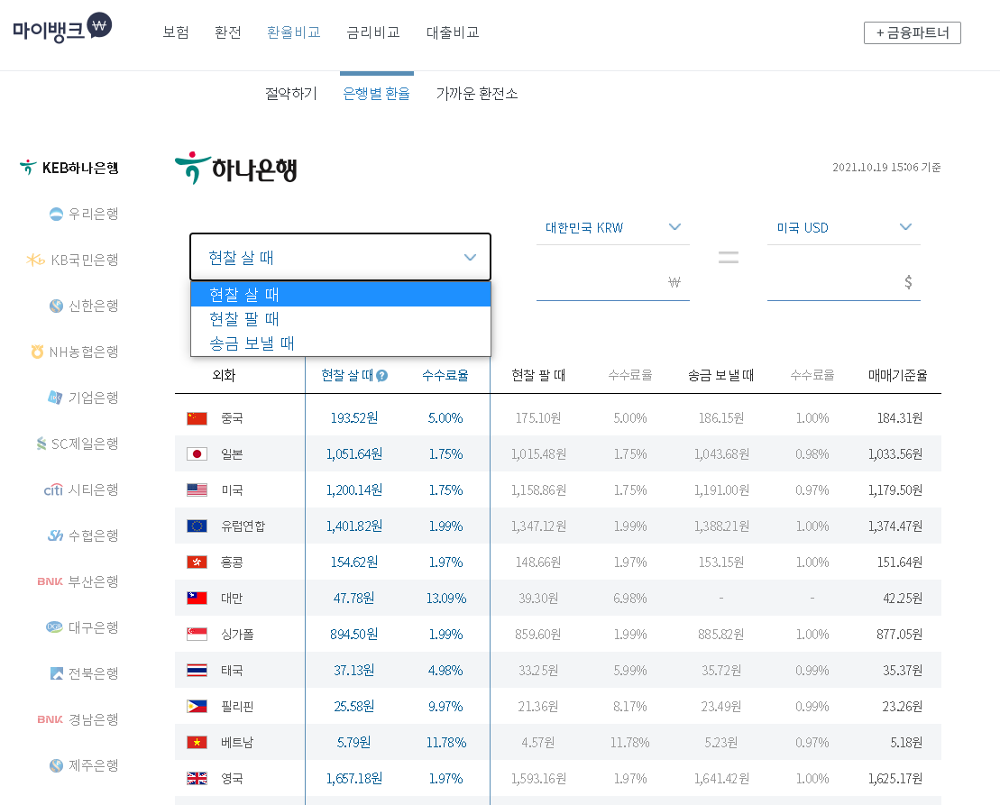 마이뱅크 ₩
보험 환전 환율비교 금리비교 대출비교
+ 금융파트너
절약하기 은행별 환율 가까운 환전소
KEB하나은행
우리은행
KB국민은행
신한은행
NH농협은행
기업은행
SC제일은행
citi 시티은행
Sh 수협은행
BNK 부산은행
DGB 대구은행
전북은행
BNK 경남은행
제주은행
하나은행
2021.10.19 15:06 기준
현찰 살 때
현찰 살 때
현찰 팔 때
송금 보낼 때
대한민국 KRW
₩
=
미국 USD
$
외화 현찰 살 때 ? 수수료율 현찰 팔 때 수수료율 송금 보낼 때 수수료율 매매기준율
중국 193.52원 5.00% 175.10원 5.00% 186.15원 1.00% 184.31원
일본 1,051.64원 1.75% 1,015.48원 1.75% 1,043.68원 0.98% 1,033.56원
미국 1,200.14원 1.75% 1,158.86원 1.75% 1,191.00원 0.97% 1,179.50원
유럽연합 1,401.82원 1.99% 1,347.12원 1.99% 1,388.21원 1.00% 1,374.47원
홍콩 154.62원 1.97% 148.66원 1.97% 153.15원 1.00% 151.64원
대만 47.78원 13.09% 39.30원 6.98% - - 42.25원
싱가폴 894.50원 1.99% 859.60원 1.99% 885.82원 1.00% 877.05원
태국 37.13원 4.98% 33.25원 5.99% 35.72원 0.99% 35.37원
필리핀 25.58원 9.97% 21.36원 8.17% 23.49원 0.99% 23.26원
베트남 5.79원 11.78% 4.57원 11.78% 5.23원 0.97% 5.18원
영국 1,657.18원 1.97% 1,593.16원 1.97% 1,641.42원 1.00% 1,625.17원